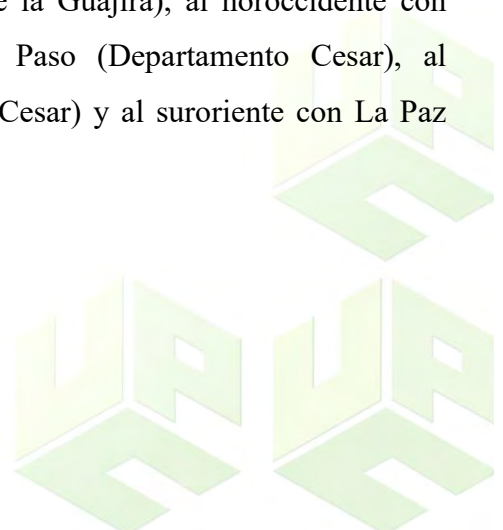 la Guajira), al noroccidente con
Paso (Departamento Cesar), al
Cesar) y al suroriente con La Paz